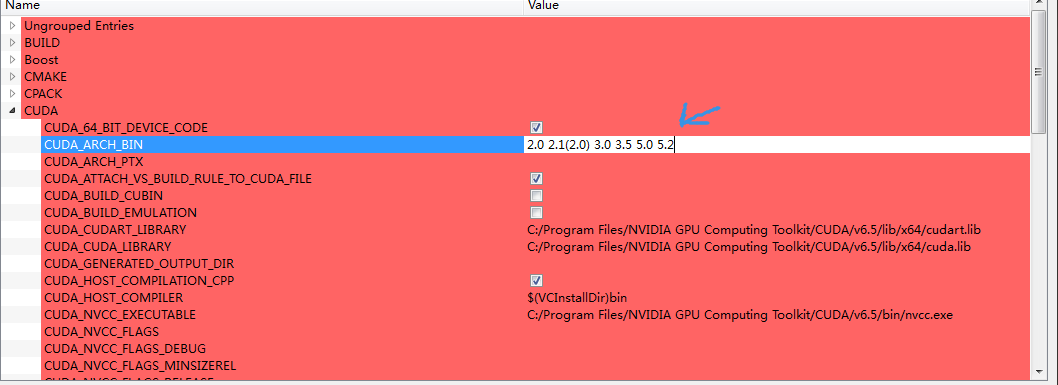 Name Value
Ungrouped Entries
BUILD
Boost
CMAKE
CPACK
CUDA
CUDA_64_BIT_DEVICE_CODE
CUDA_ARCH_BIN 2.0 2.1(2.0) 3.0 3.5 5.0 5.2
CUDA_ARCH_PTX
CUDA_ATTACH_VS_BUILD_RULE_TO_CUDA_FILE
CUDA_BUILD_CUBIN
CUDA_BUILD_EMULATION
CUDA_CUDART_LIBRARY C:/Program Files/NVIDIA GPU Computing Toolkit/CUDA/v6.5/lib/x64/cudart.lib
CUDA_CUDA_LIBRARY C:/Program Files/NVIDIA GPU Computing Toolkit/CUDA/v6.5/lib/x64/cuda.lib
CUDA_GENERATED_OUTPUT_DIR
CUDA_HOST_COMPILATION_CPP
CUDA_HOST_COMPILER $(VCInstallDir)bin
CUDA_NVCC_EXECUTABLE C:/Program Files/NVIDIA GPU Computing Toolkit/CUDA/v6.5/bin/nvcc.exe
CUDA_NVCC_FLAGS
CUDA_NVCC_FLAGS_DEBUG
CUDA_NVCC_FLAGS_MINSIZEREL
CUDA_NVCC_FLAGS_RELEASE